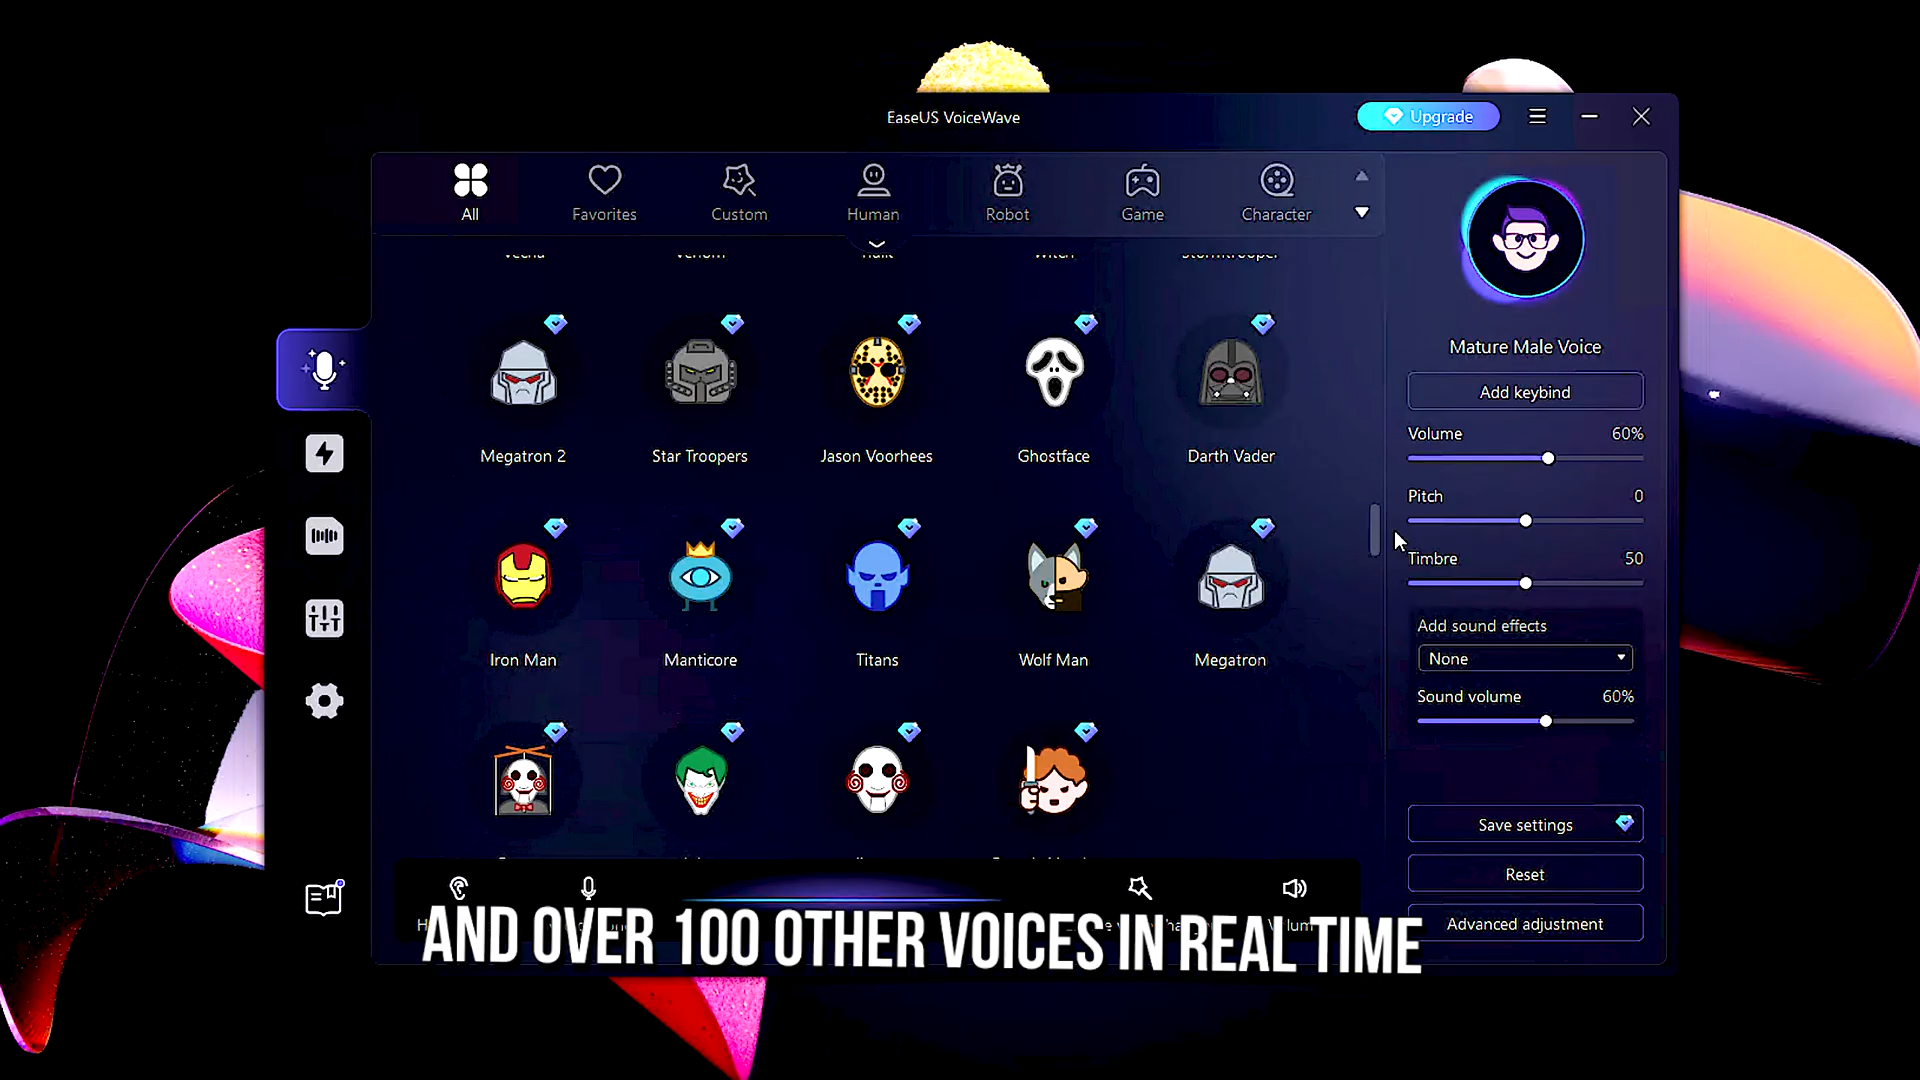 EaseUS VoiceWave
Upgrade
All
Favorites
Custom
Human
Robot
Game
Character
Mature Male Voice
Add keybind
Volume 60%
Pitch 0
Timbre 50
Add sound effects
None
Sound volume 60%
Save settings
Reset
Advanced adjustment
Megatron 2
Star Troopers
Jason Voorhees
Ghostface
Darth Vader
Iron Man
Manticore
Titans
Wolf Man
Megatron
AND OVER 100 OTHER VOICES IN REAL TIME